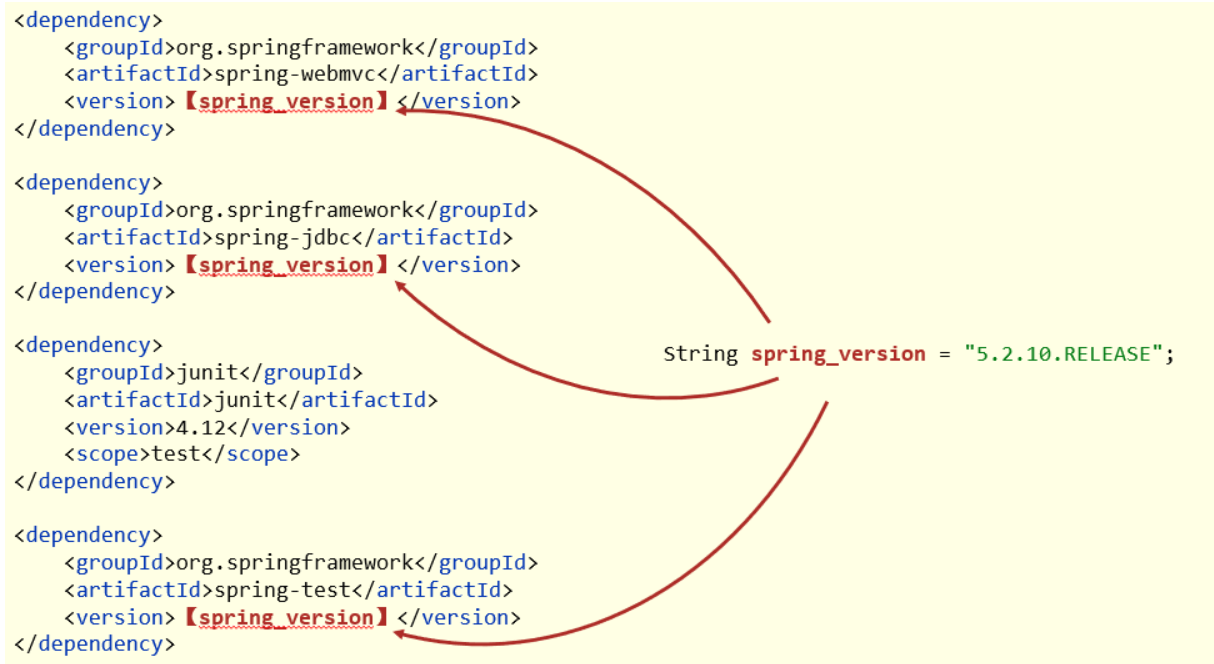 <dependency>
    <groupId>org.springframework</groupId>
    <artifactId>spring-webmvc</artifactId>
    <version>【spring_version】</version>
</dependency>

<dependency>
    <groupId>org.springframework</groupId>
    <artifactId>spring-jdbc</artifactId>
    <version>【spring_version】</version>
</dependency>

<dependency>
    <groupId>junit</groupId>
    <artifactId>junit</artifactId>
    <version>4.12</version>
    <scope>test</scope>
</dependency>

<dependency>
    <groupId>org.springframework</groupId>
    <artifactId>spring-test</artifactId>
    <version>【spring_version】</version>
</dependency>

String spring_version = "5.2.10.RELEASE";